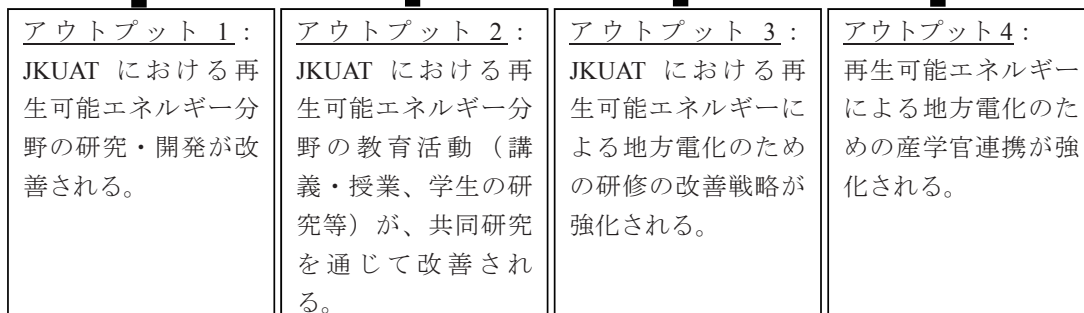 アウトプット 1：
JKUAT における再
生可能エネルギー分
野の研究・開発が改
善される。
アウトプット 2：
JKUAT における再
生可能エネルギー分
野の教育活動（講
義・授業、学生の研
究等）が、共同研究
を通じて改善され
る。
アウトプット 3：
JKUAT における再
生可能エネルギーに
よる地方電化のため
の研修の改善戦略が
強化される。
アウトプット 4：
再生可能エネルギー
による地方電化のた
めの産学官連携が強
化される。